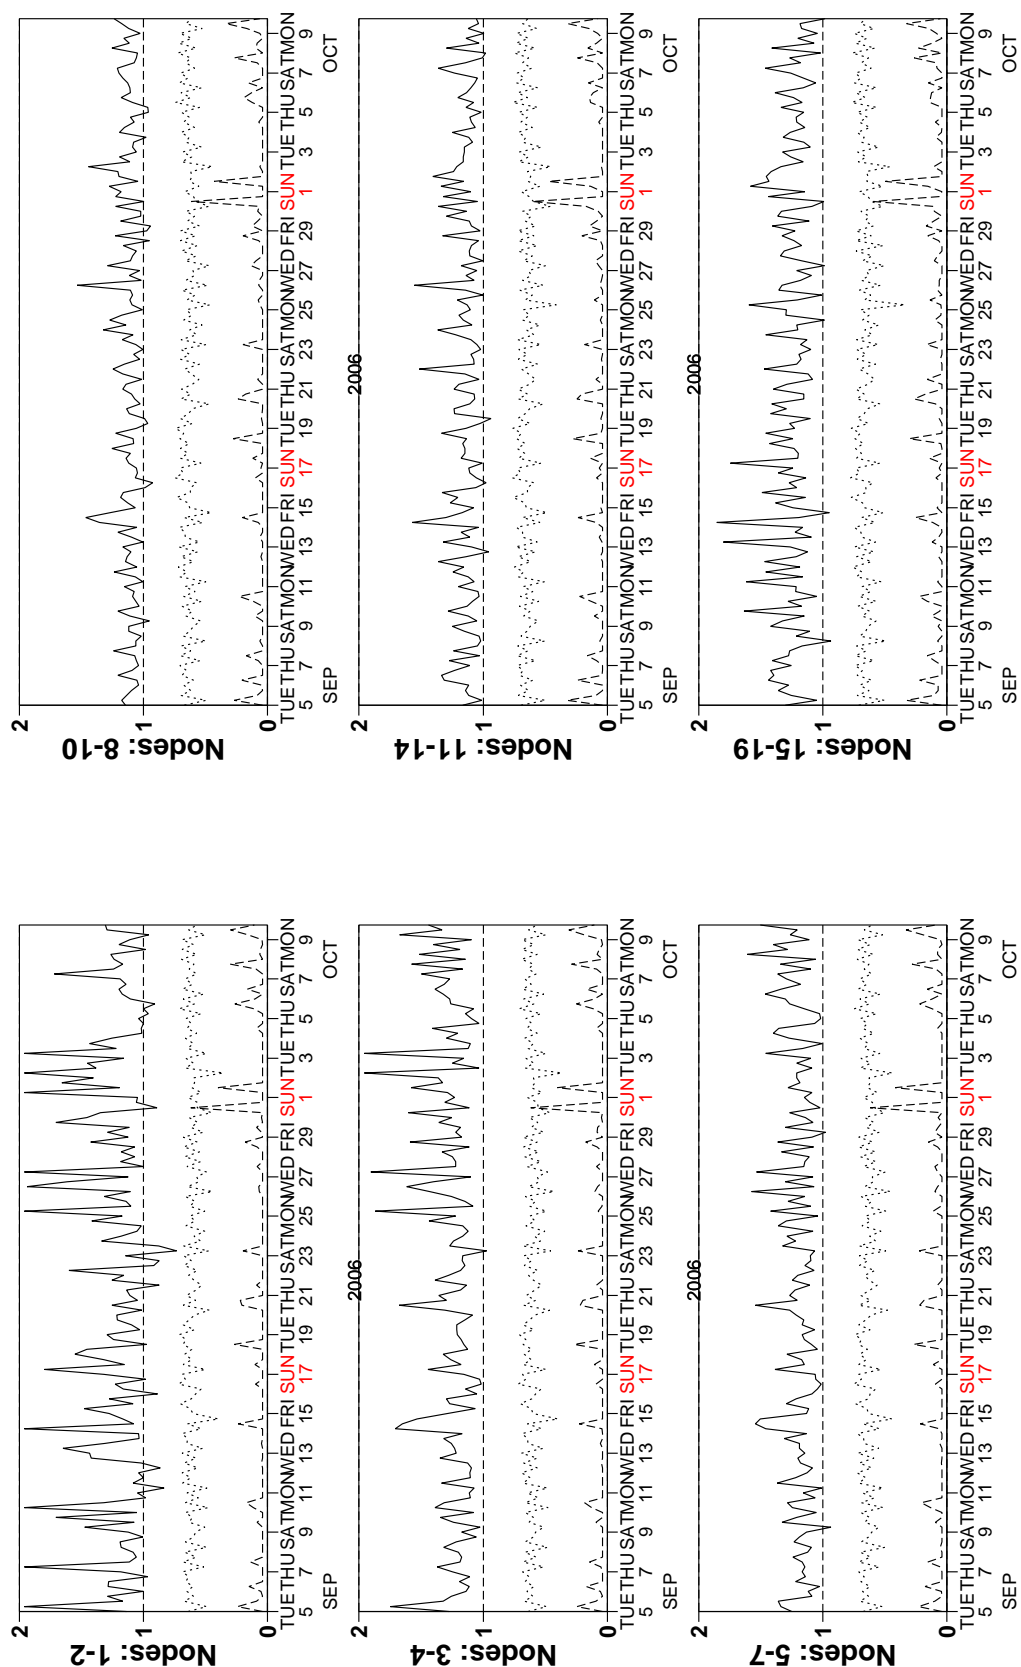 Nodes: 1-2
2
1
0
TUE THU SAT MON WED FRI SUN TUE THU SAT MON WED FRI SUN TUE THU SAT MON
5 7 9 11 13 15 17 19 21 23 25 27 29 1 3 5 7 9
SEP OCT
2006
Nodes: 3-4
2
1
0
TUE THU SAT MON WED FRI SUN TUE THU SAT MON WED FRI SUN TUE THU SAT MON
5 7 9 11 13 15 17 19 21 23 25 27 29 1 3 5 7 9
SEP OCT
2006
Nodes: 5-7
2
1
0
TUE THU SAT MON WED FRI SUN TUE THU SAT MON WED FRI SUN TUE THU SAT MON
5 7 9 11 13 15 17 19 21 23 25 27 29 1 3 5 7 9
SEP OCT
Nodes: 8-10
2
1
0
TUE THU SAT MON WED FRI SUN TUE THU SAT MON WED FRI SUN TUE THU SAT MON
5 7 9 11 13 15 17 19 21 23 25 27 29 1 3 5 7 9
SEP OCT
2006
Nodes: 11-14
2
1
0
TUE THU SAT MON WED FRI SUN TUE THU SAT MON WED FRI SUN TUE THU SAT MON
5 7 9 11 13 15 17 19 21 23 25 27 29 1 3 5 7 9
SEP OCT
2006
Nodes: 15-19
2
1
0
TUE THU SAT MON WED FRI SUN TUE THU SAT MON WED FRI SUN TUE THU SAT MON
5 7 9 11 13 15 17 19 21 23 25 27 29 1 3 5 7 9
SEP OCT